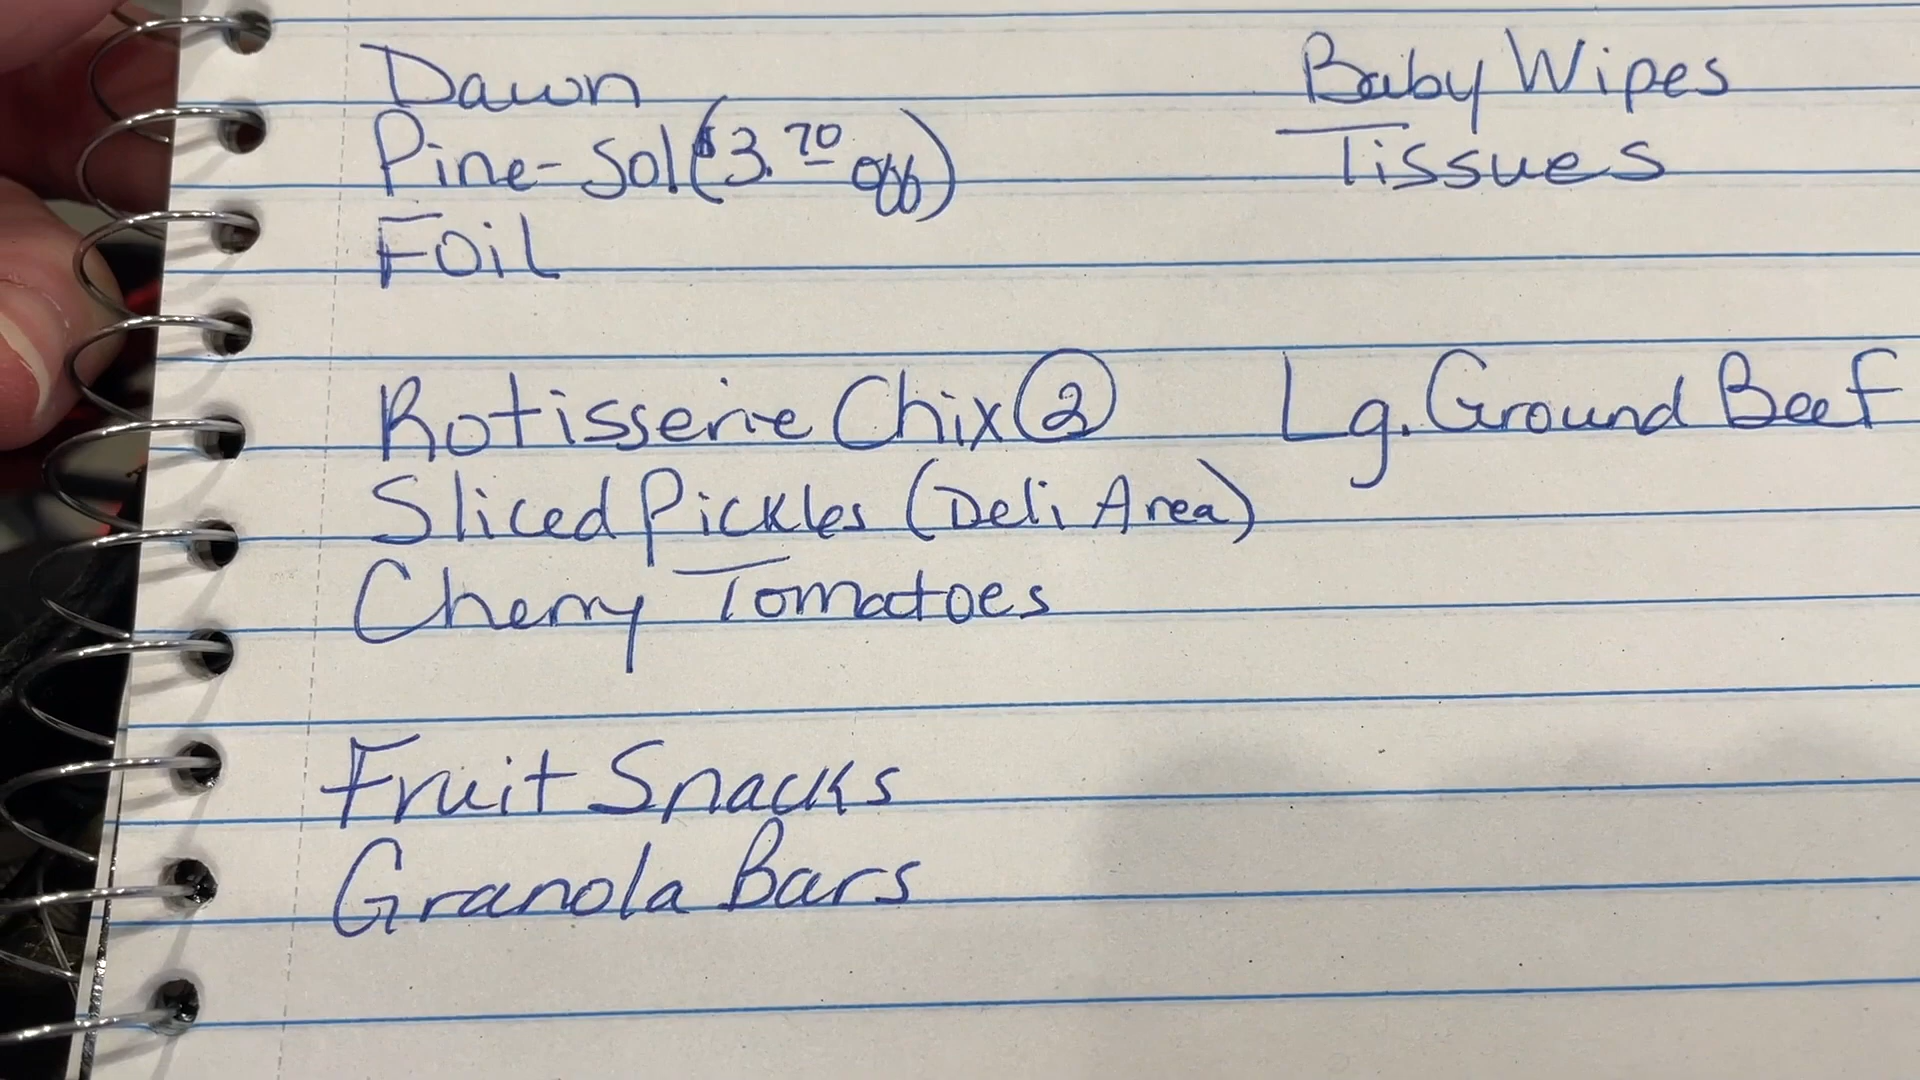 Dawn
Pine-Sol ($3.70 off)
Foil
Baby Wipes
Tissues
Rotisserie Chix 2
Sliced Pickles (Deli Area)
Cherry Tomatoes
Lg. Ground Beef
Fruit Snacks
Granola Bars